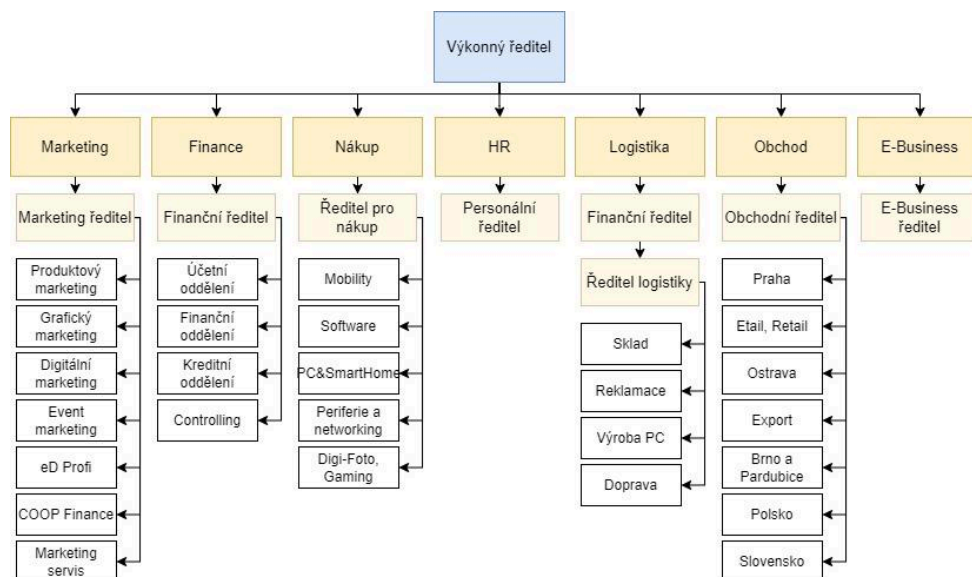 Výkonný ředitel
Marketing
Finance
Nákup
HR
Logistika
Obchod
E-Business
Marketing ředitel
Finanční ředitel
Ředitel pro
nákup
Personální
ředitel
Finanční ředitel
Obchodní ředitel
E-Business
ředitel
Produktový
marketing
Grafický
marketing
Digitální
marketing
Event
marketing
eD Profi
COOP Finance
Marketing
servis
Účetní
oddělení
Finanční
oddělení
Kreditní
oddělení
Controlling
Mobility
Software
PC&SmartHome
Periferie a
networking
Digi-Foto,
Gaming
Ředitel logistiky
Sklad
Reklamace
Výroba PC
Doprava
Praha
Etail, Retail
Ostrava
Export
Brno a
Pardubice
Polsko
Slovensko